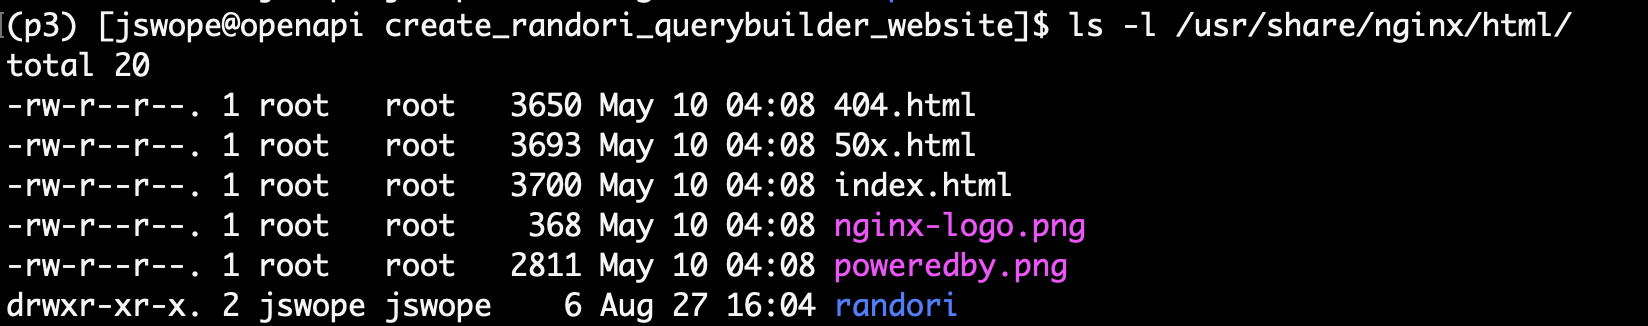 (p3) [jswope@openapi create_randori_querybuilder_website]$ ls -l /usr/share/nginx/html/
total 20
-rw-r--r--. 1 root   root   3650 May 10 04:08 404.html
-rw-r--r--. 1 root   root   3693 May 10 04:08 50x.html
-rw-r--r--. 1 root   root   3700 May 10 04:08 index.html
-rw-r--r--. 1 root   root    368 May 10 04:08 nginx-logo.png
-rw-r--r--. 1 root   root   2811 May 10 04:08 poweredby.png
drwxr-xr-x. 2 jswope jswope    6 Aug 27 16:04 randori